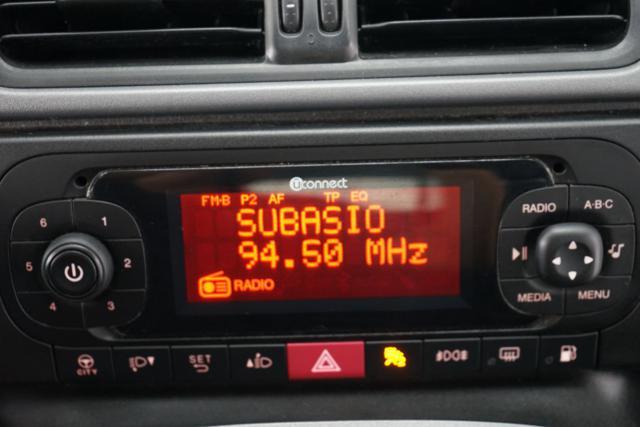 Uconnect
FM-B P2 AF TP EQ
SUBASIO
94.50 MHz
RADIO
6 1
5 2
4 3
RADIO A·B·C
MEDIA MENU
CITY
SET